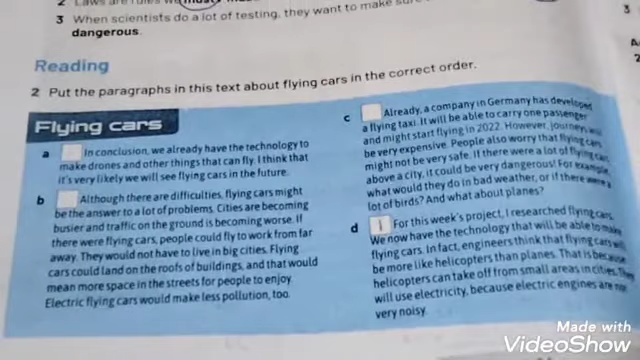 2 Laws are rules we must
3 When scientists do a lot of testing, they want to make sure
dangerous.
Reading
2 Put the paragraphs in this text about flying cars in the correct order.
Flying cars
a In conclusion, we already have the technology to
make drones and other things that can fly. I think that
it's very likely we will see flying cars in the future.
b Although there are difficulties, flying cars might
be the answer to a lot of problems. Cities are becoming
busier and traffic on the ground is becoming worse. If
there were flying cars, people could fly to work from far
away. They would not have to live in big cities. Flying
cars could land on the roofs of buildings, and that would
mean more space in the streets for people to enjoy.
Electric flying cars would make less pollution, too.
c Already, a company in Germany has developed
a flying taxi. It will be able to carry one passenger
and might start flying in 2022. However, journeys will
be very expensive. People also worry that flying cars
might not be very safe. If there were a lot of flying cars
above a city, it could be very dangerous! For example,
what would they do in bad weather, or if there were a
lot of birds? And what about planes?
d 1 For this week's project, I researched flying cars.
We now have the technology that will be able to make
flying cars. In fact, engineers think that flying cars will
be more like helicopters than planes. That is because
helicopters can take off from small areas in cities. They
will use electricity, because electric engines are not
very noisy.
3
A
2
Made with
VideoShow